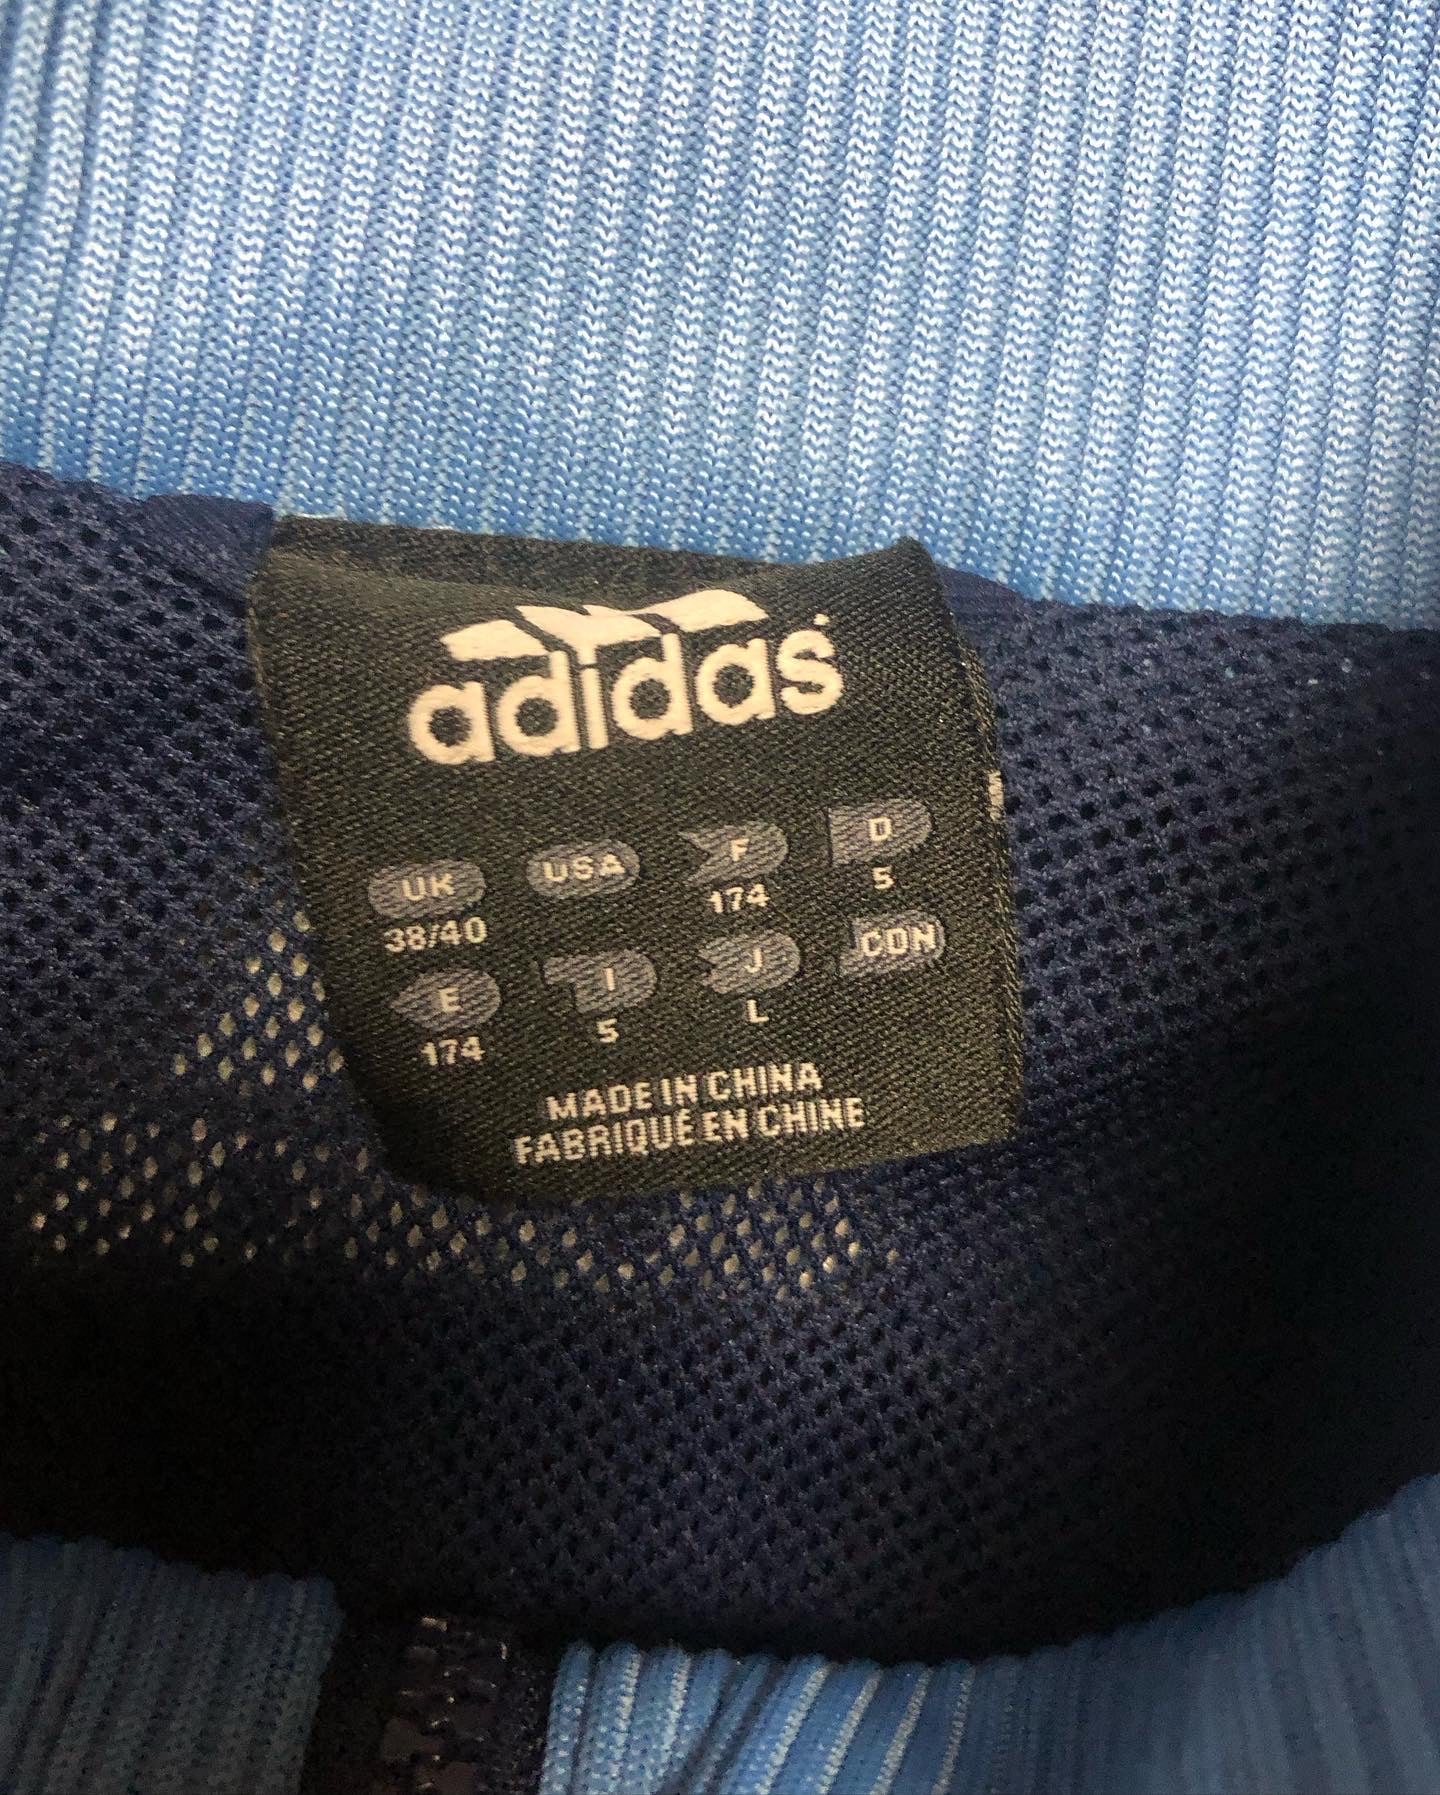 adidas
UK USA F D
38/40 174 5
E I J CDN
174 5 L
MADE IN CHINA
FABRIQUÉ EN CHINE